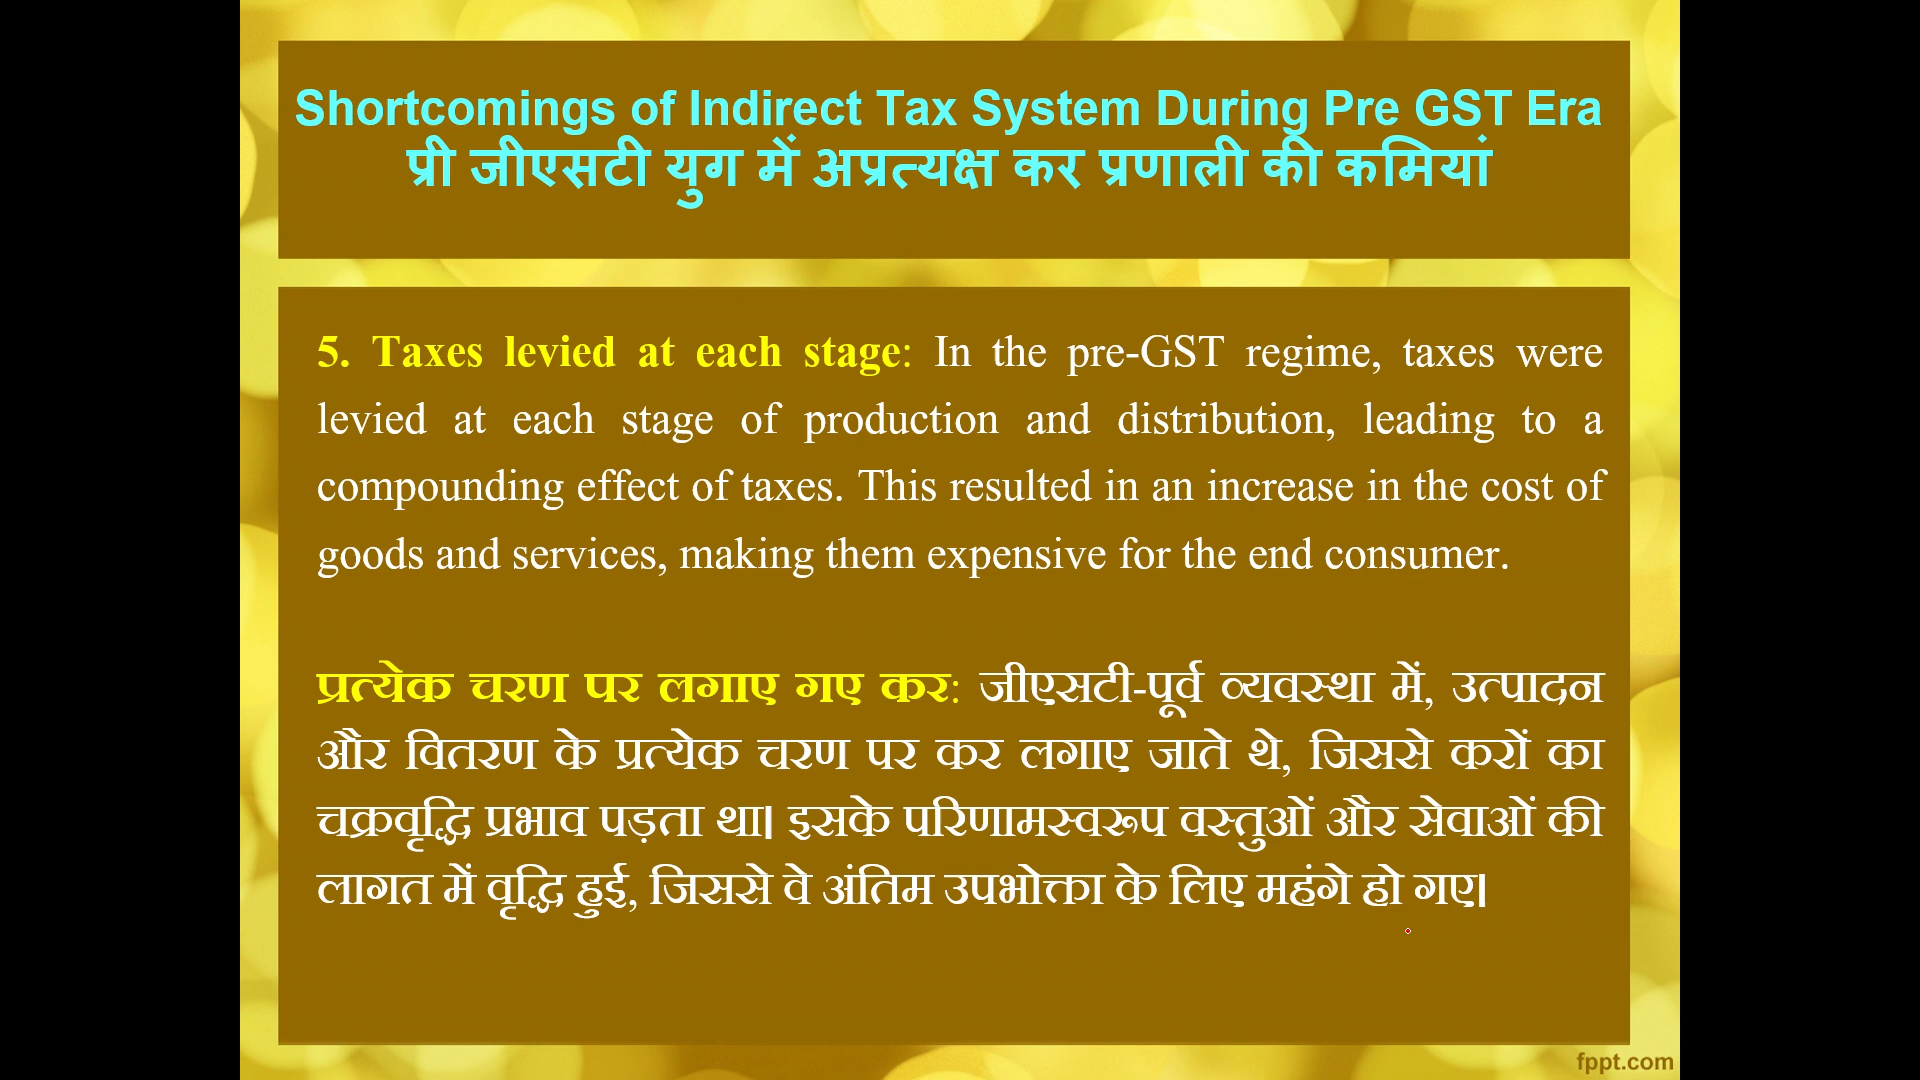 Shortcomings of Indirect Tax System During Pre GST Era
प्री जीएसटी युग में अप्रत्यक्ष कर प्रणाली की कमियां
5. Taxes levied at each stage: In the pre-GST regime, taxes were
levied at each stage of production and distribution, leading to a
compounding effect of taxes. This resulted in an increase in the cost of
goods and services, making them expensive for the end consumer.
प्रत्येक चरण पर लगाए गए कर: जीएसटी-पूर्व व्यवस्था में, उत्पादन
और वितरण के प्रत्येक चरण पर कर लगाए जाते थे, जिससे करों का
चक्रवृद्धि प्रभाव पड़ता था। इसके परिणामस्वरूप वस्तुओं और सेवाओं की
लागत में वृद्धि हुई, जिससे वे अंतिम उपभोक्ता के लिए महंगे हो गए।
fppt.com